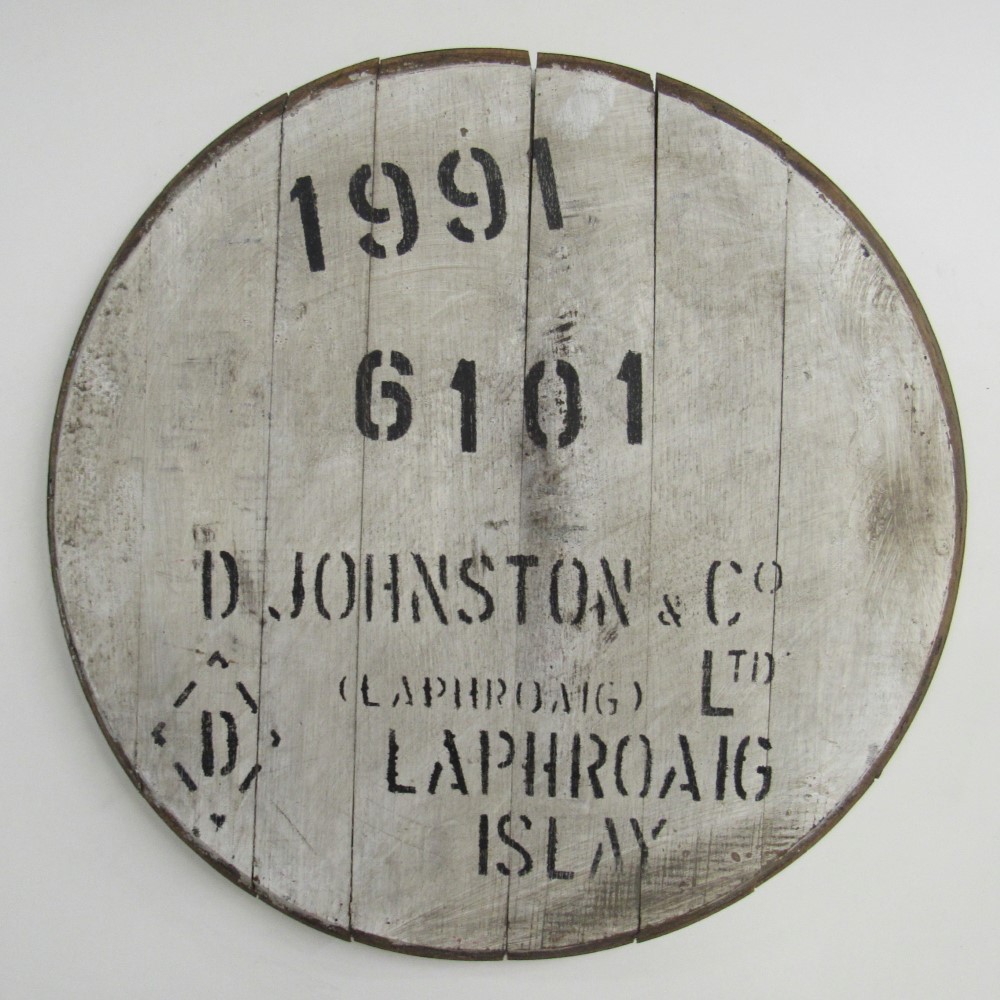 1991
6101
D JOHNSTON & Cº
LTD
(LAPHROAIG)
D
LAPHROAIG
ISLAY